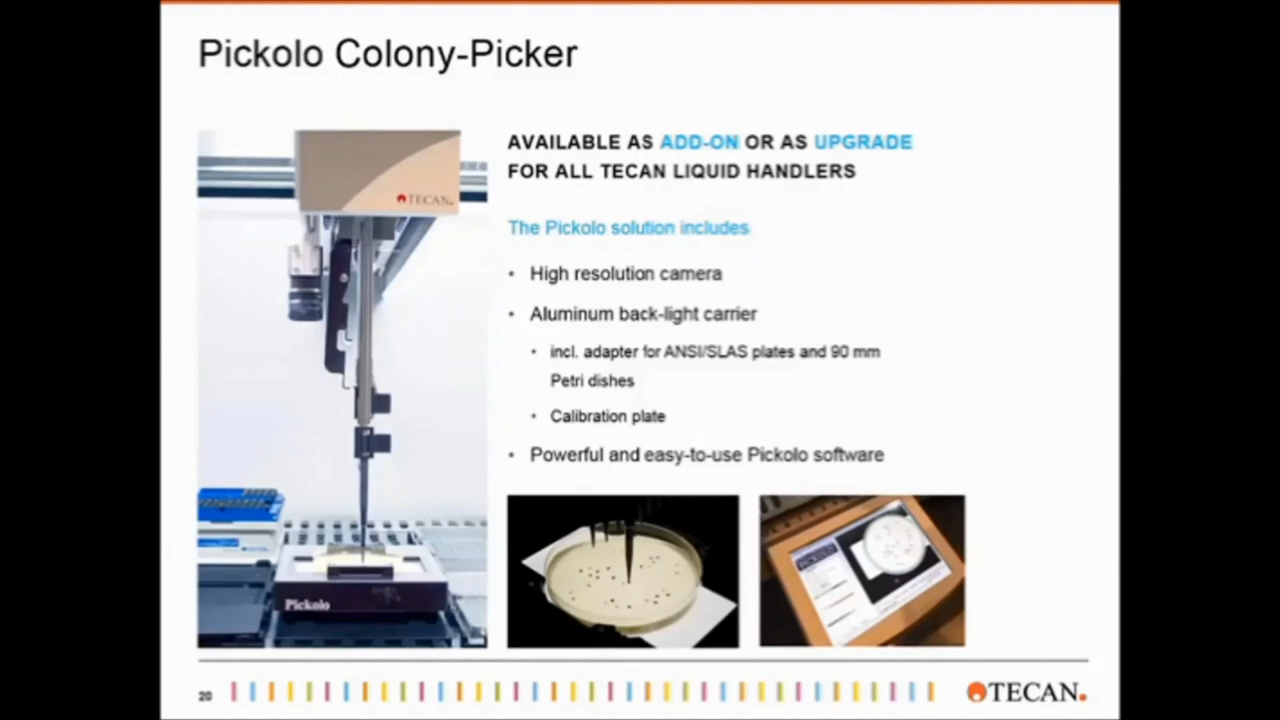 Pickolo Colony-Picker
TECAN.
AVAILABLE AS ADD-ON OR AS UPGRADE
FOR ALL TECAN LIQUID HANDLERS
The Pickolo solution includes
• High resolution camera
• Aluminum back-light carrier
• incl. adapter for ANSI/SLAS plates and 90 mm
Petri dishes
• Calibration plate
• Powerful and easy-to-use Pickolo software
Pickolo
20
TECAN.